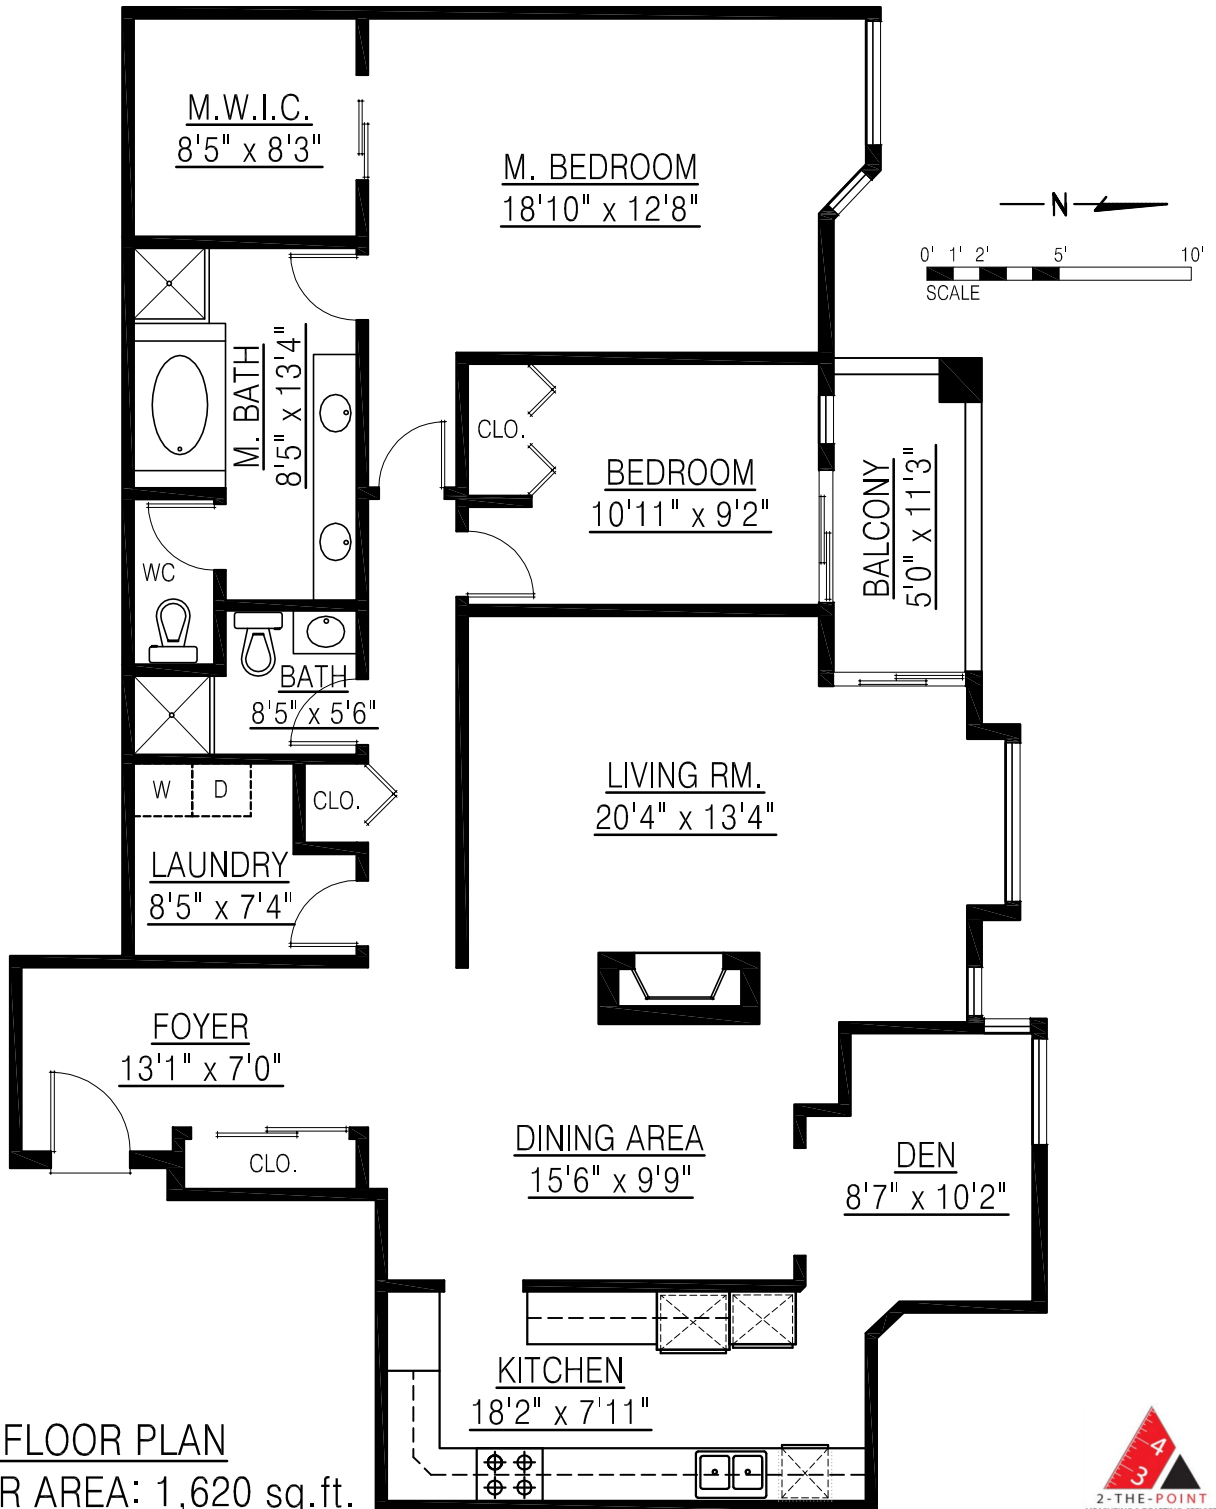 M.W.I.C.
8'5" x 8'3"
M. BEDROOM
18'10" x 12'8"
N
0' 1' 2' 5' 10'
SCALE
M. BATH
8'5" x 13'4"
CLO.
BEDROOM
10'11" x 9'2"
BALCONY
5'0" x 11'3"
WC
BATH
8'5" x 5'6"
W D
CLO.
LAUNDRY
8'5" x 7'4"
LIVING RM.
20'4" x 13'4"
FOYER
13'1" x 7'0"
CLO.
DINING AREA
15'6" x 9'9"
DEN
8'7" x 10'2"
KITCHEN
18'2" x 7'11"
FLOOR PLAN
R AREA: 1,620 sq.ft.
4
3
2-THE-POINT